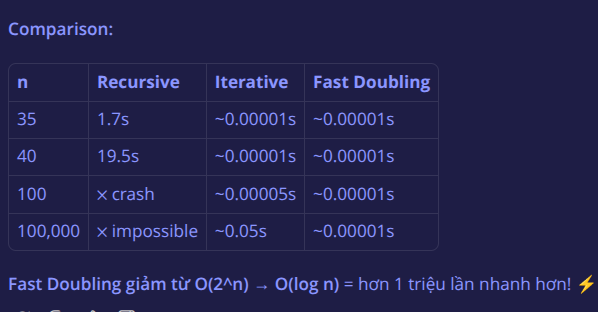 Comparison:
n Recursive Iterative Fast Doubling
35 1.7s ~0.00001s ~0.00001s
40 19.5s ~0.00001s ~0.00001s
100 × crash ~0.00005s ~0.00001s
100,000 × impossible ~0.05s ~0.00001s
Fast Doubling giảm từ O(2^n) → O(log n) = hơn 1 triệu lần nhanh hơn! ⚡